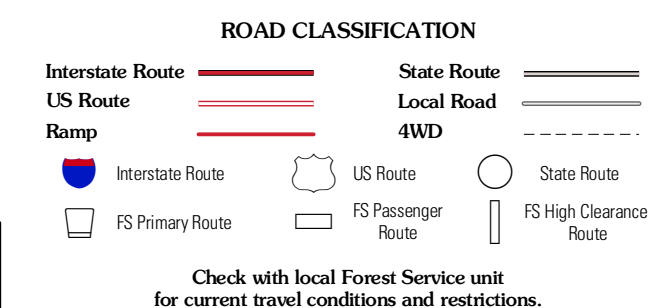 ROAD CLASSIFICATION
Interstate Route
State Route
US Route
Local Road
Ramp
4WD
Interstate Route
US Route
State Route
FS Primary Route
FS Passenger
Route
FS High Clearance
Route
Check with local Forest Service unit
for current travel conditions and restrictions.